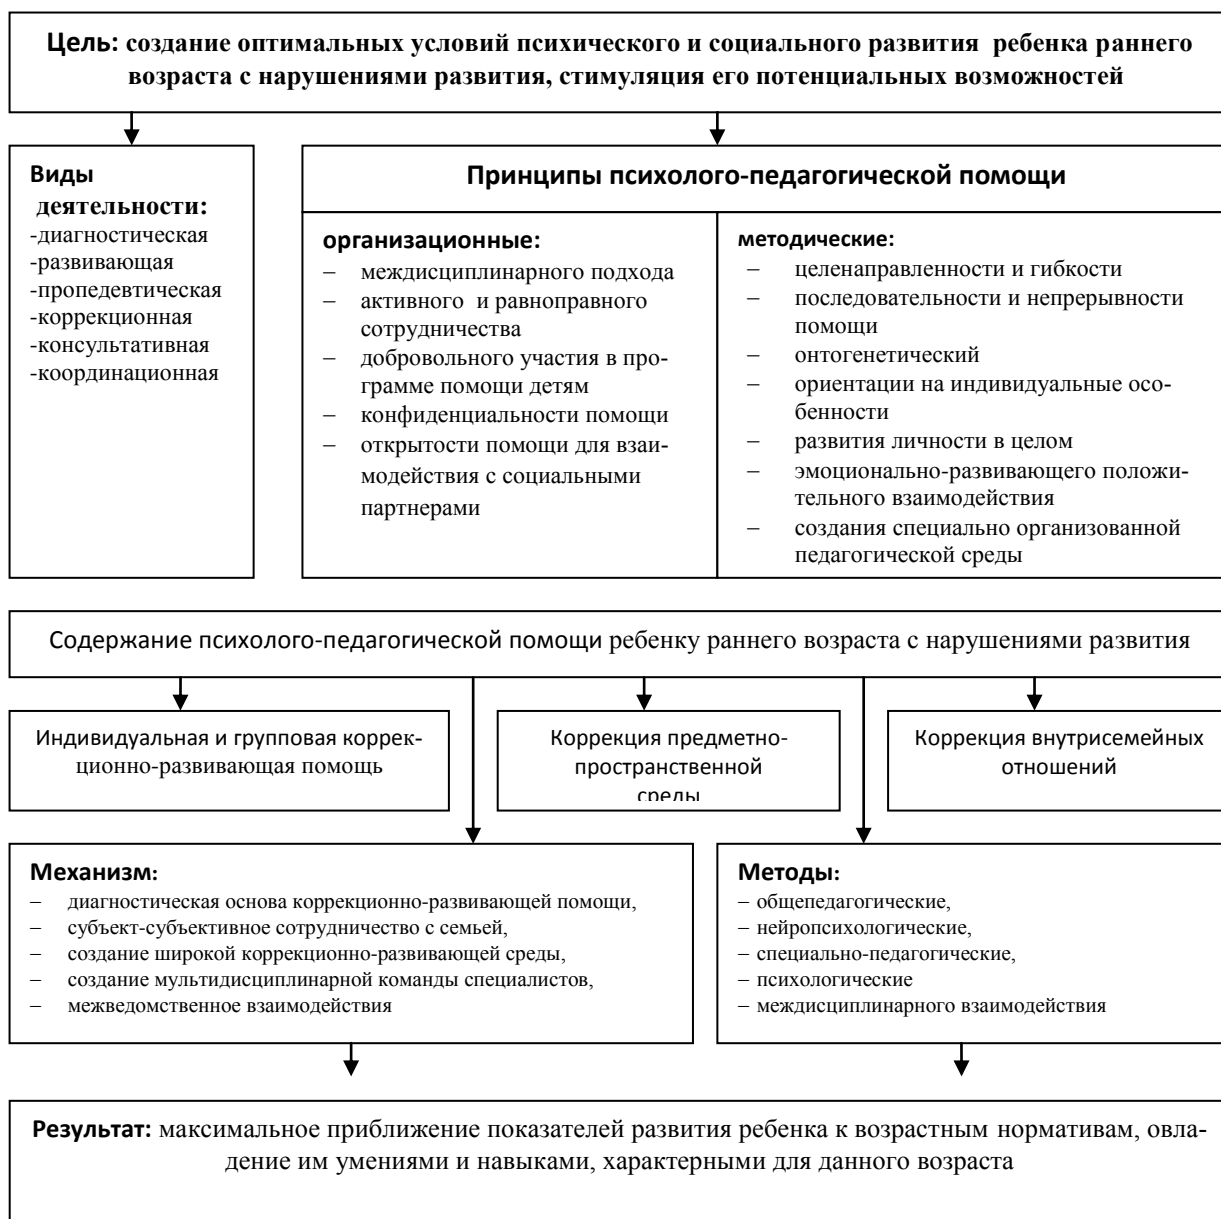 Цель: создание оптимальных условий психического и социального развития ребенка раннего
возраста с нарушениями развития, стимуляция его потенциальных возможностей
Виды
деятельности:
-диагностическая
-развивающая
-пропедевтическая
-коррекционная
-консультативная
-координационная
Принципы психолого-педагогической помощи
организационные:
– междисциплинарного подхода
– активного и равноправного
сотрудничества
– добровольного участия в про-
грамме помощи детям
– конфиденциальности помощи
– открытости помощи для взаи-
модействия с социальными
партнерами
методические:
– целенаправленности и гибкости
– последовательности и непрерывности
помощи
– онтогенетический
– ориентации на индивидуальные осо-
бенности
– развития личности в целом
– эмоционально-развивающего положи-
тельного взаимодействия
– создания специально организованной
педагогической среды
Содержание психолого-педагогической помощи ребенку раннего возраста с нарушениями развития
Индивидуальная и групповая коррек-
ционно-развивающая помощь
Коррекция предметно-
пространственной
среды
Коррекция внутрисемейных
отношений
Механизм:
– диагностическая основа коррекционно-развивающей помощи,
– субъект-субъективное сотрудничество с семьей,
– создание широкой коррекционно-развивающей среды,
– создание мультидисциплинарной команды специалистов,
– межведомственное взаимодействия
Методы:
– общепедагогические,
– нейропсихологические,
– специально-педагогические,
– психологические
– междисциплинарного взаимодействия
Результат: максимальное приближение показателей развития ребенка к возрастным нормативам, овла-
дение им умениями и навыками, характерными для данного возраста